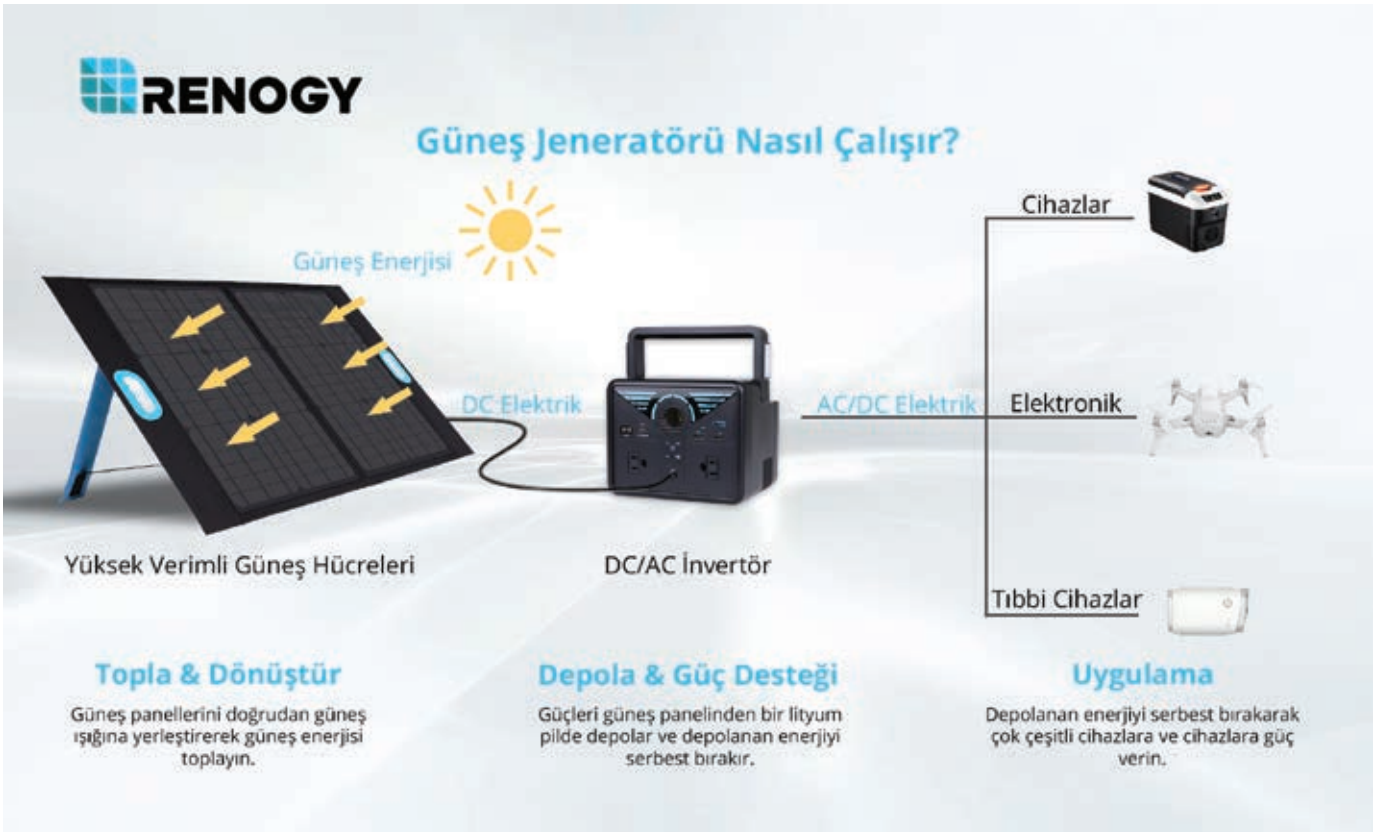 RENOGY
Güneş Jeneratörü Nasıl Çalışır?
Güneş Enerjisi
DC Elektrik
AC/DC Elektrik
Cihazlar
Elektronik
Tıbbi Cihazlar
Yüksek Verimli Güneş Hücreleri
DC/AC İnvertör
Topla & Dönüştür
Güneş panellerini doğrudan güneş
ışığına yerleştirerek güneş enerjisi
toplayın.
Depola & Güç Desteği
Güçleri güneş panelinden bir lityum
pilde depolar ve depolanan enerjiyi
serbest bırakır.
Uygulama
Depolanan enerjiyi serbest bırakarak
çok çeşitli cihazlara ve cihazlara güç
verin.